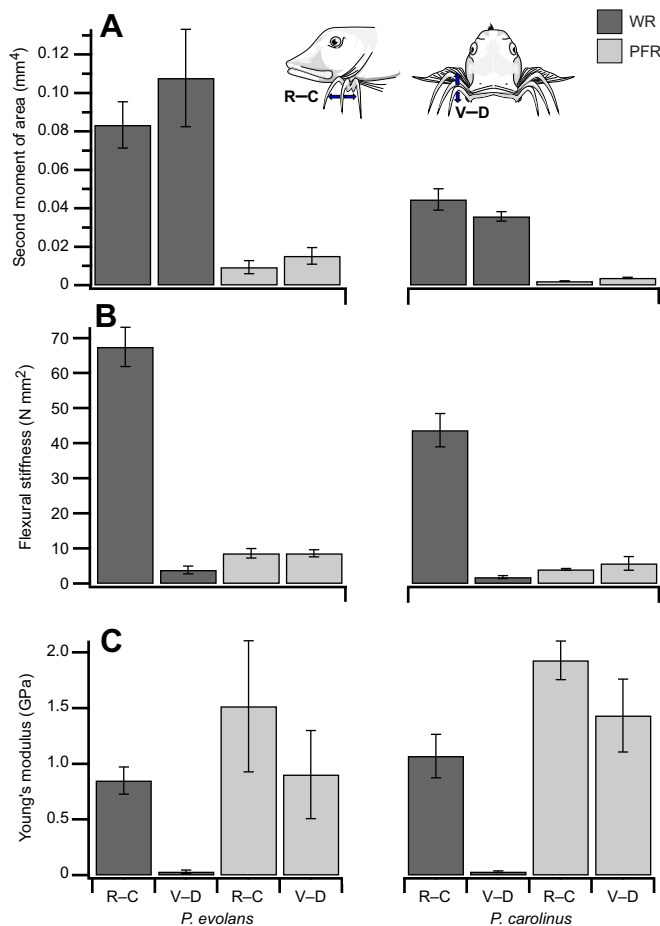 A
WR
PFR
Second moment of area (mm4)
0.12
0.10
0.08
0.06
0.04
0.02
0
R–C
V–D
B
Flexural stiffness (N mm2)
70
60
50
40
30
20
10
0
C
Young's modulus (GPa)
2.0
1.5
1.0
0.5
0
R–C V–D R–C V–D R–C V–D R–C V–D
P. evolans P. carolinus